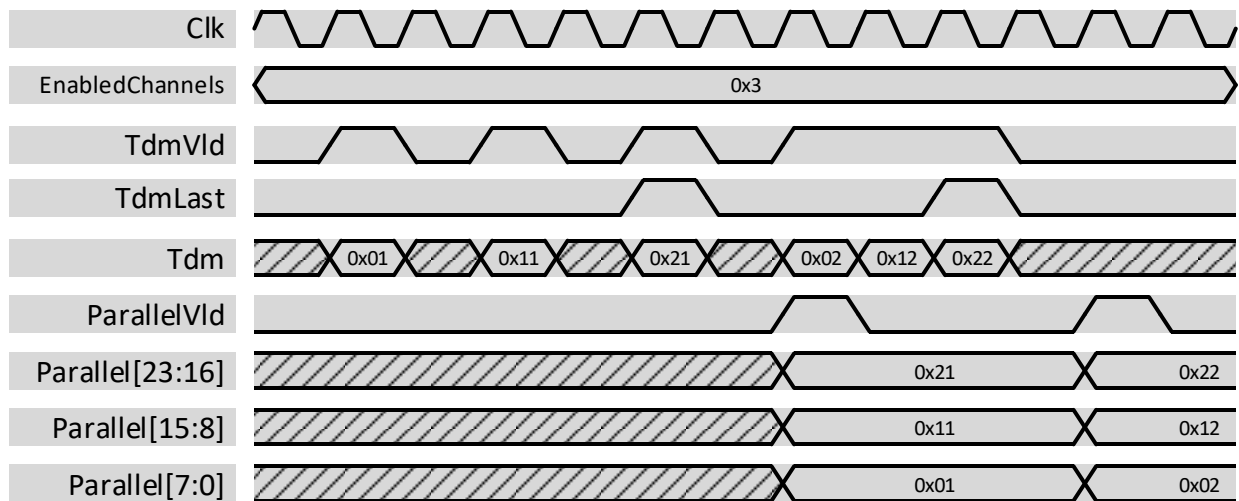 Clk
EnabledChannels 0x3
TdmVld
TdmLast
Tdm 0x01 0x11 0x21 0x02 0x12 0x22
ParallelVld
Parallel[23:16] 0x21 0x22
Parallel[15:8] 0x11 0x12
Parallel[7:0] 0x01 0x02